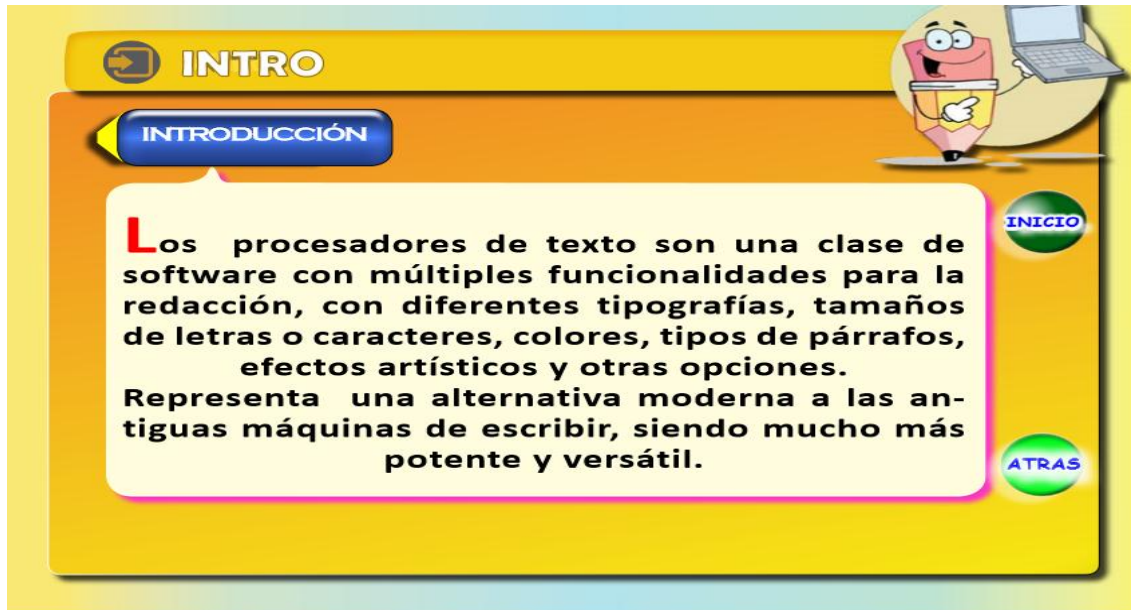 INTRO
INTRODUCCIÓN
Los procesadores de texto son una clase de
software con múltiples funcionalidades para la
redacción, con diferentes tipografías, tamaños
de letras o caracteres, colores, tipos de párrafos,
efectos artísticos y otras opciones.
Representa una alternativa moderna a las an-
tiguas máquinas de escribir, siendo mucho más
potente y versátil.
INICIO
ATRAS